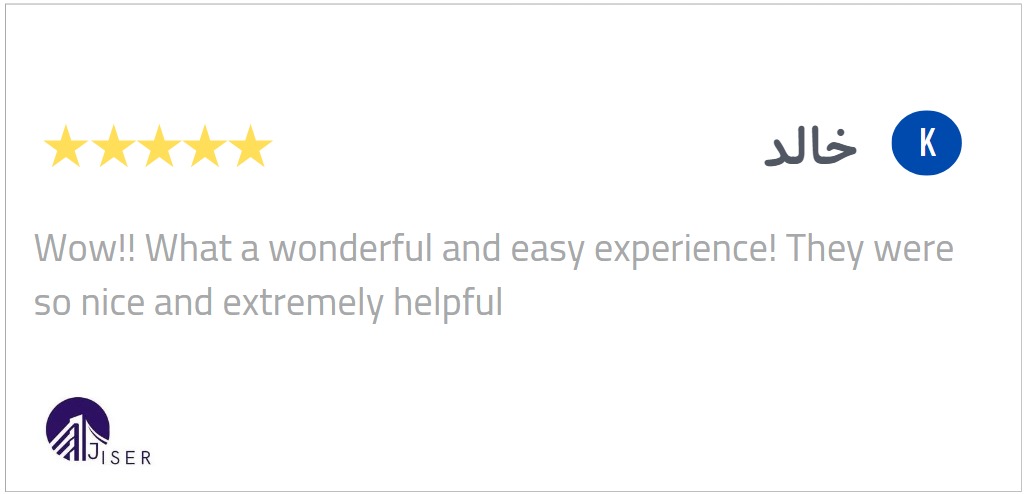 خالد
K
Wow!! What a wonderful and easy experience! They were
so nice and extremely helpful
JISER